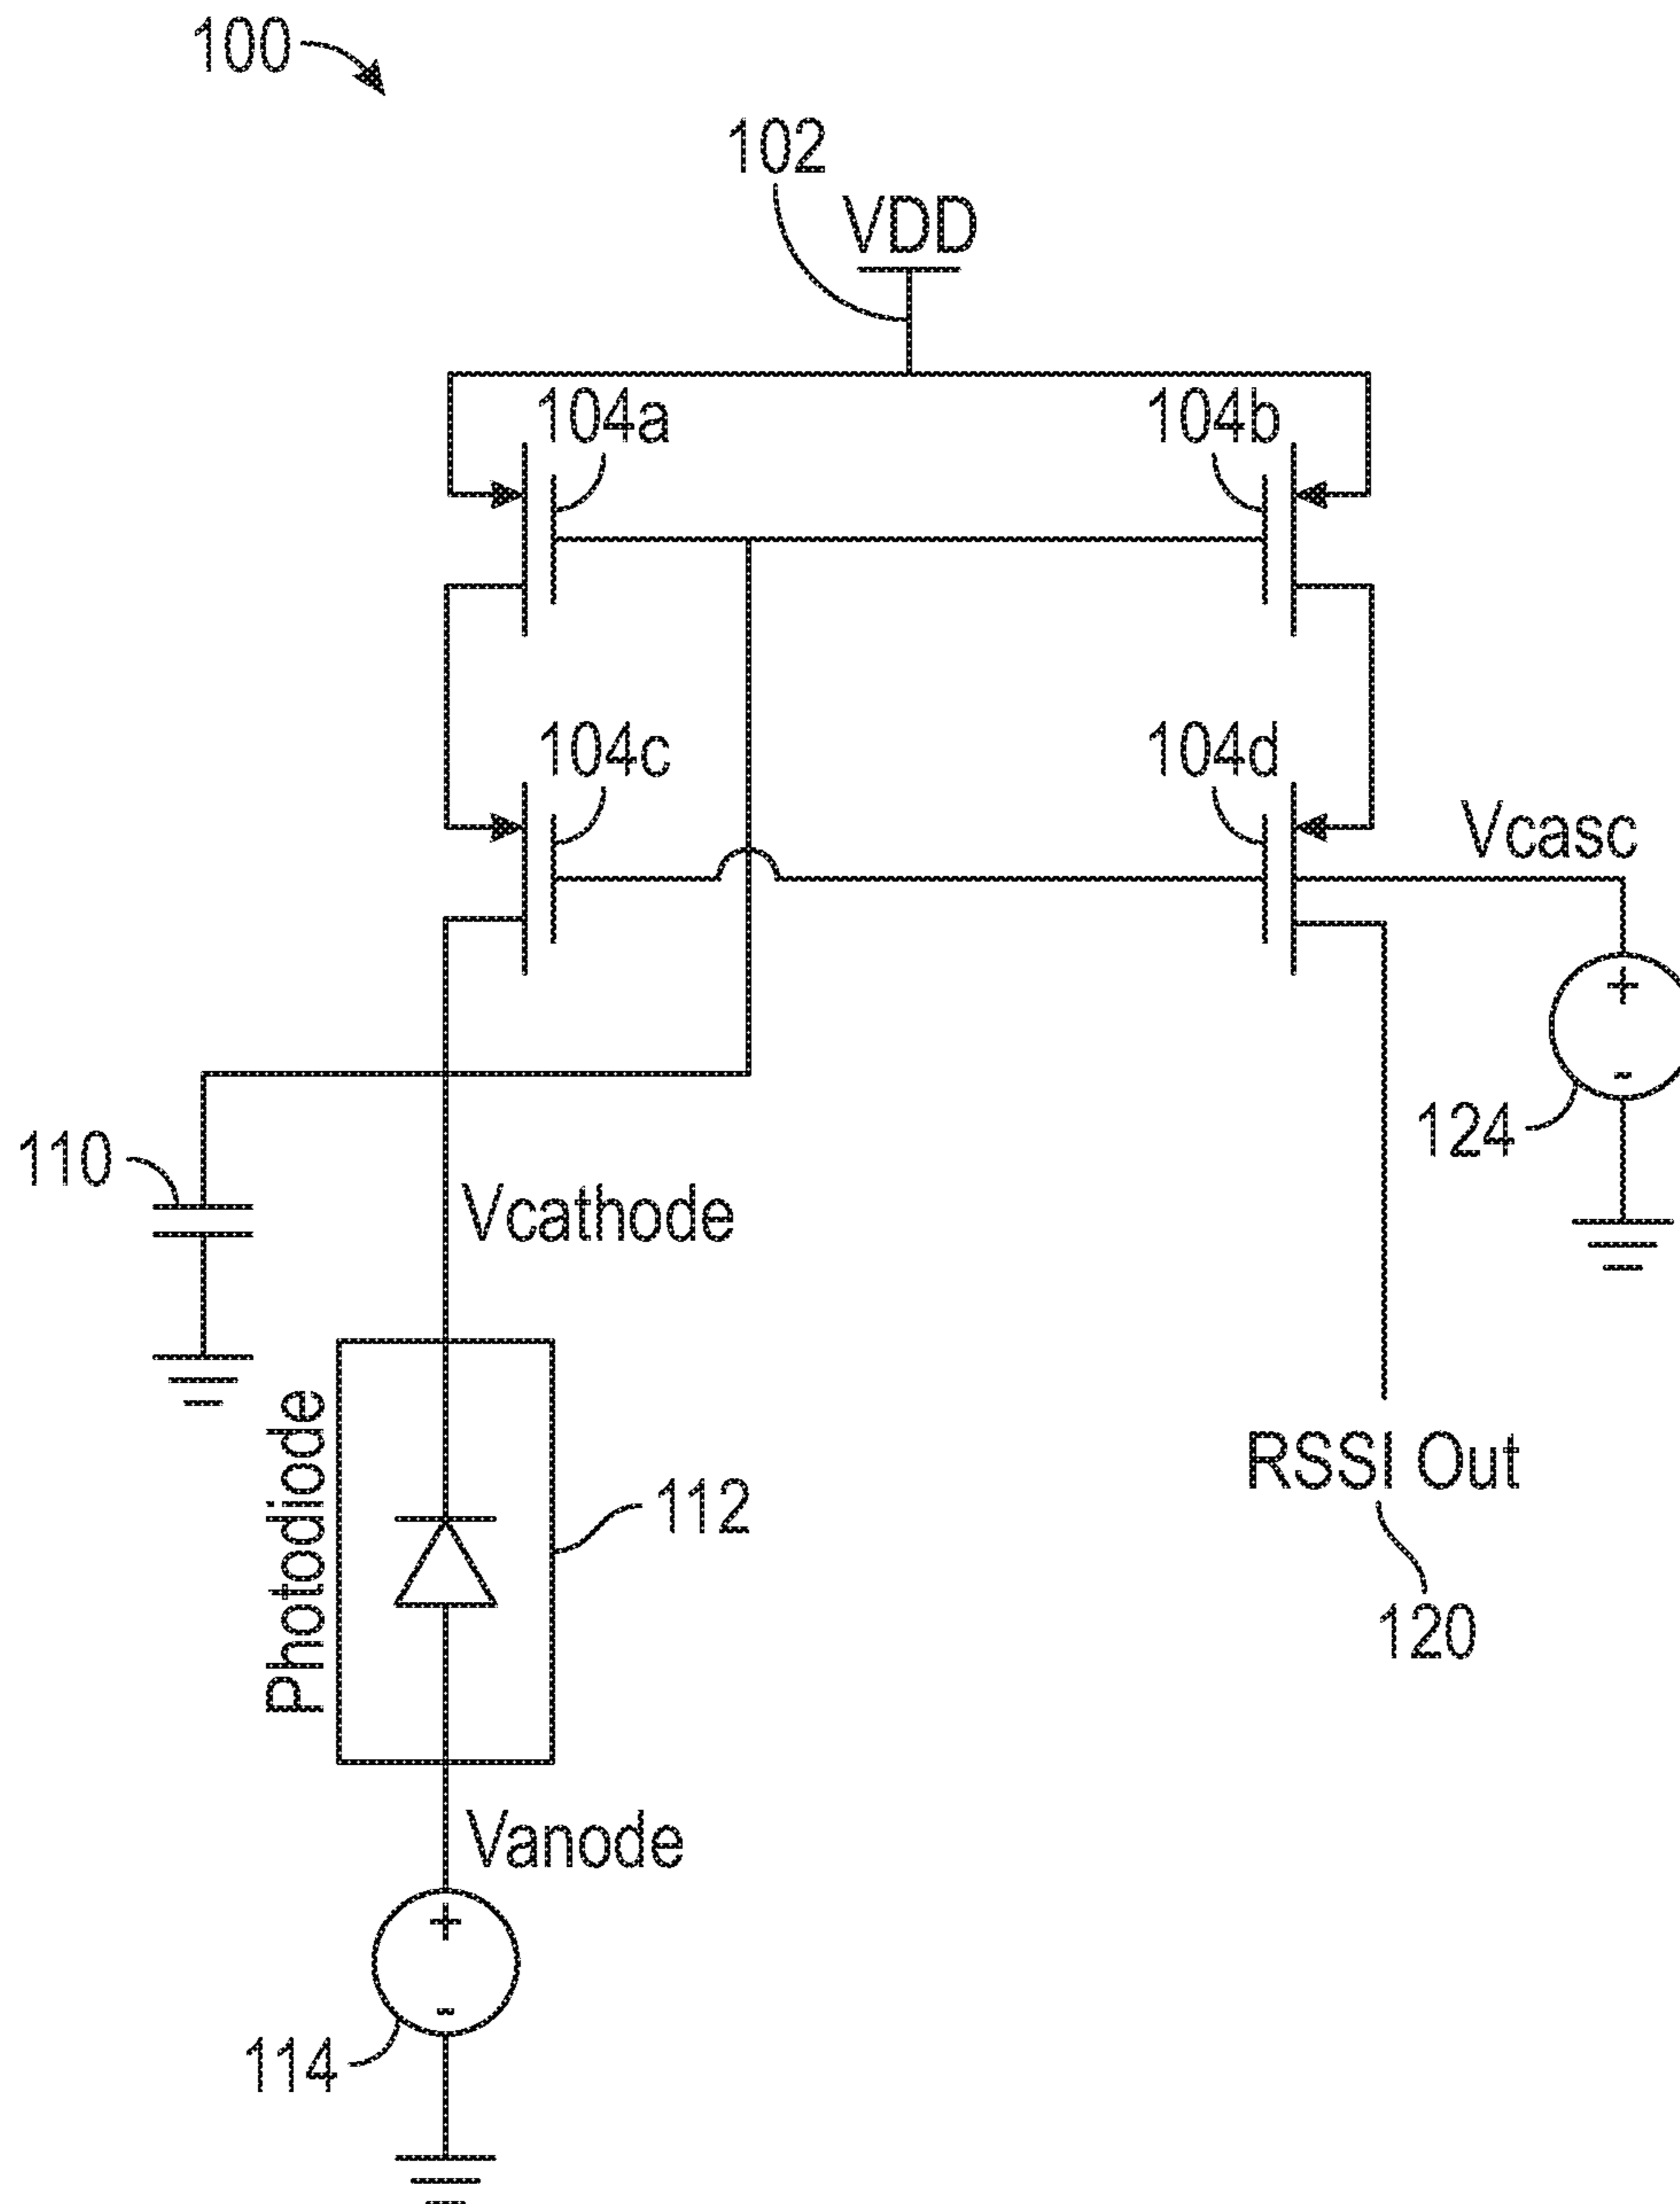 100
102
VDD
104a
104b
104c
104d
Vcasc
+
-
124
110
Vcathode
Photodiode
112
RSSI Out
120
Vanode
+
-
114